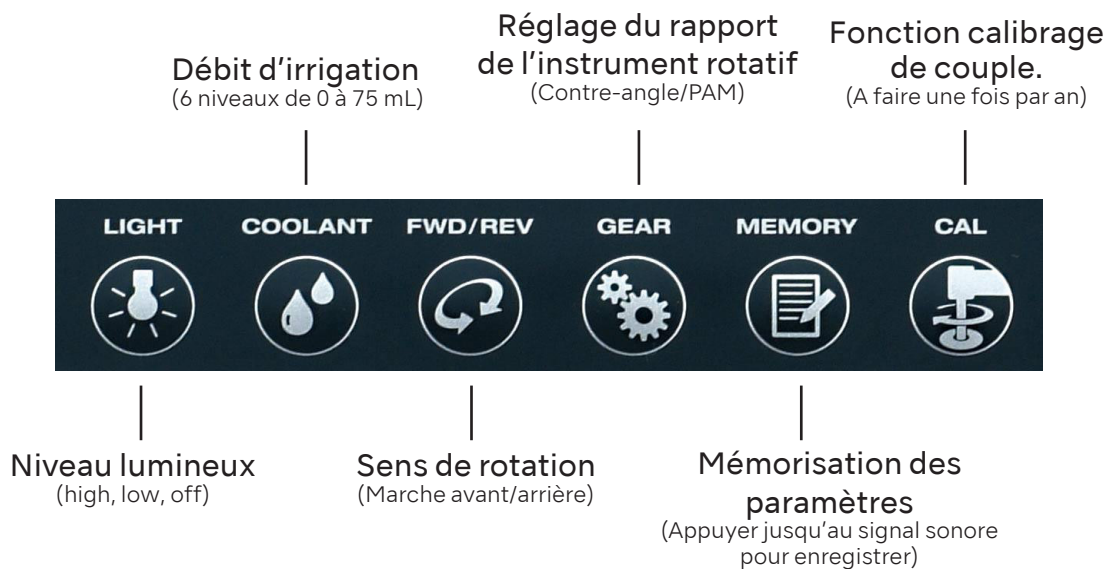 Réglage du rapport
de l'instrument rotatif
(Contre-angle/PAM)
Fonction calibrage
de couple.
(A faire une fois par an)
Débit d'irrigation
(6 niveaux de 0 à 75 mL)
LIGHT
COOLANT
FWD/REV
GEAR
MEMORY
CAL
Niveau lumineux
(high, low, off)
Sens de rotation
(Marche avant/arrière)
Mémorisation des
paramètres
(Appuyer jusqu'au signal sonore
pour enregistrer)